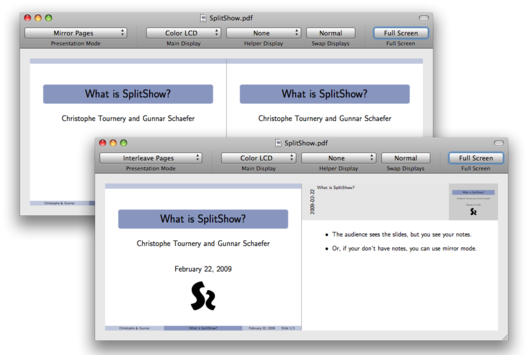 SplitShow.pdf
Mirror Pages Color LCD None Normal Full Screen
Presentation Mode Main Display Helper Display Swap Displays Full Screen
What is SplitShow? What is SplitShow?
Christophe Tournery and Gunnar Schaefer Christophe Tournery and Gunnar Schaefer
Christophe & Gunnar
SplitShow.pdf
Interleave Pages Color LCD None Normal Full Screen
Presentation Mode Main Display Helper Display Swap Displays Full Screen
What is SplitShow?
Christophe Tournery and Gunnar Schaefer
February 22, 2009
Christophe & Gunnar What is SplitShow? February 22, 2009 Slide 1/3
2009-02-22
What is SplitShow?
What is SplitShow?
• The audience sees the slides, but you see your notes.
• Or, if your don't have notes, you can use mirror mode.